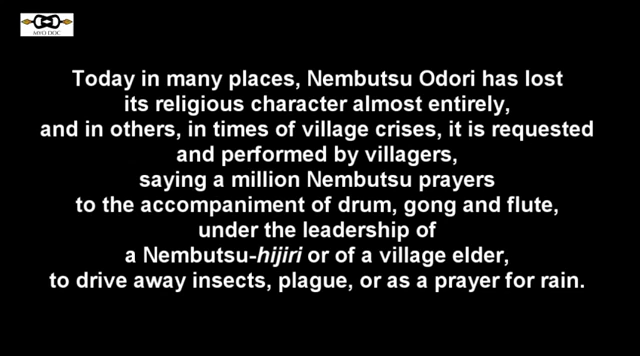 MYO DOC
Today in many places, Nembutsu Odori has lost
its religious character almost entirely,
and in others, in times of village crises, it is requested
and performed by villagers,
saying a million Nembutsu prayers
to the accompaniment of drum, gong and flute,
under the leadership of
a Nembutsu-hijiri or of a village elder,
to drive away insects, plague, or as a prayer for rain.